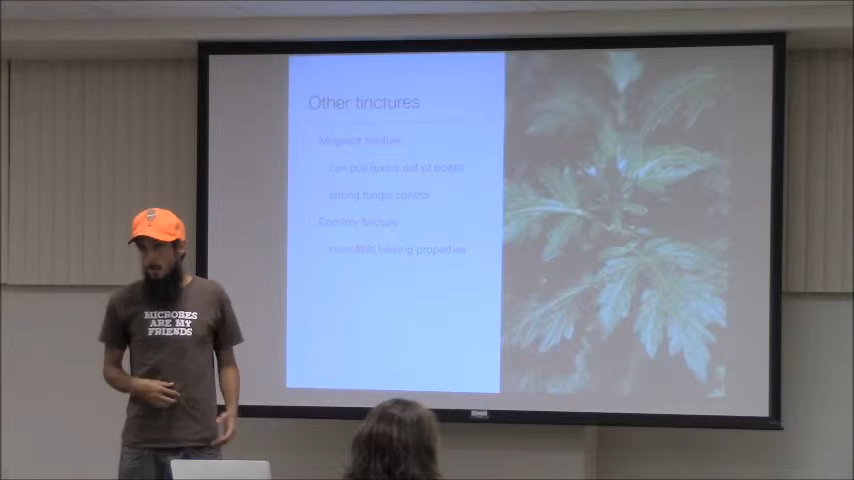 Other tinctures
Mugwort tincture
can pull toxins out of
strong fungal control
Comfrey tincture
incredible healing properties
MICROBES
ARE MY
FRIENDS